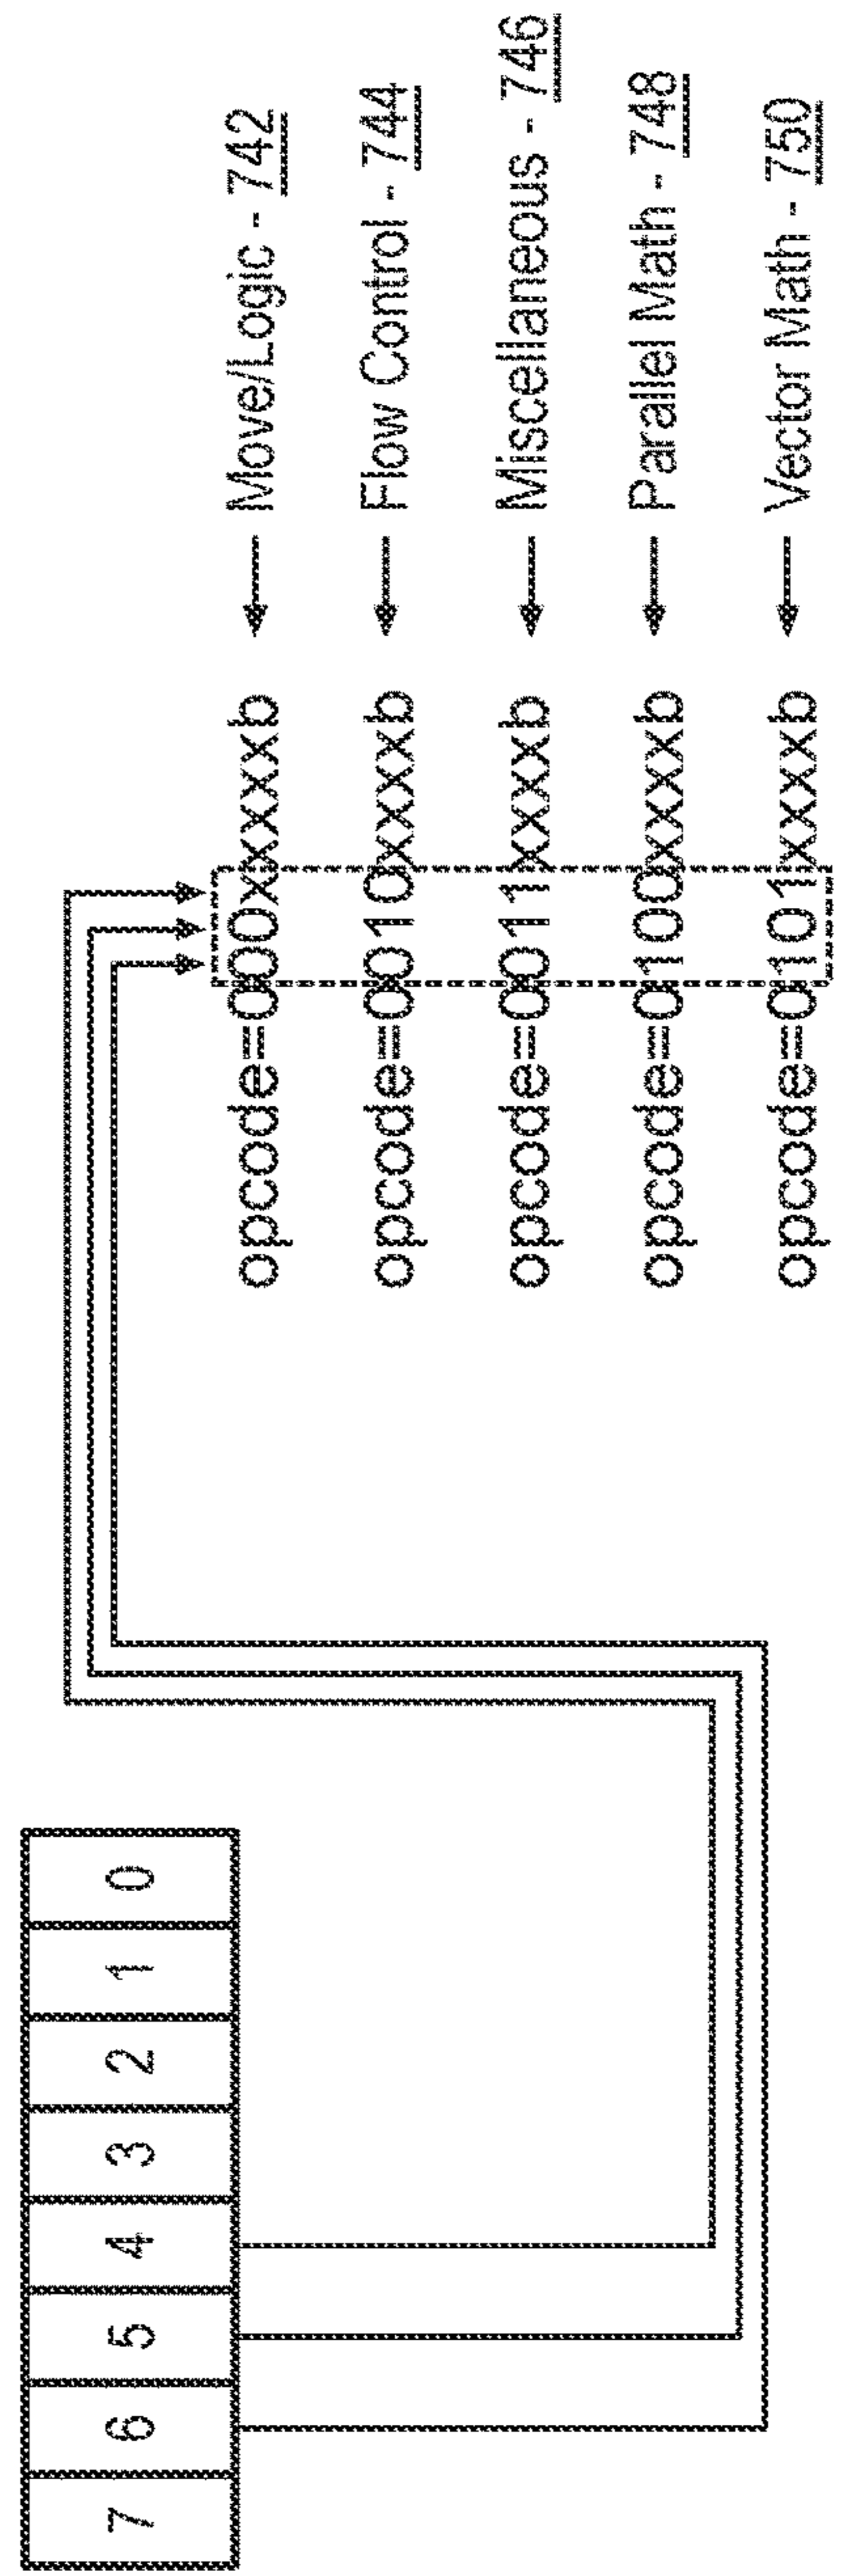 7 6 5 4 3 2 1 0
opcode=000xxxxxb ← Move/Logic - 742
opcode=0010xxxxb ← Flow Control - 744
opcode=0011xxxxb ← Miscellaneous - 746
opcode=0100xxxxb ← Parallel Math - 748
opcode=0101xxxxb ← Vector Math - 750